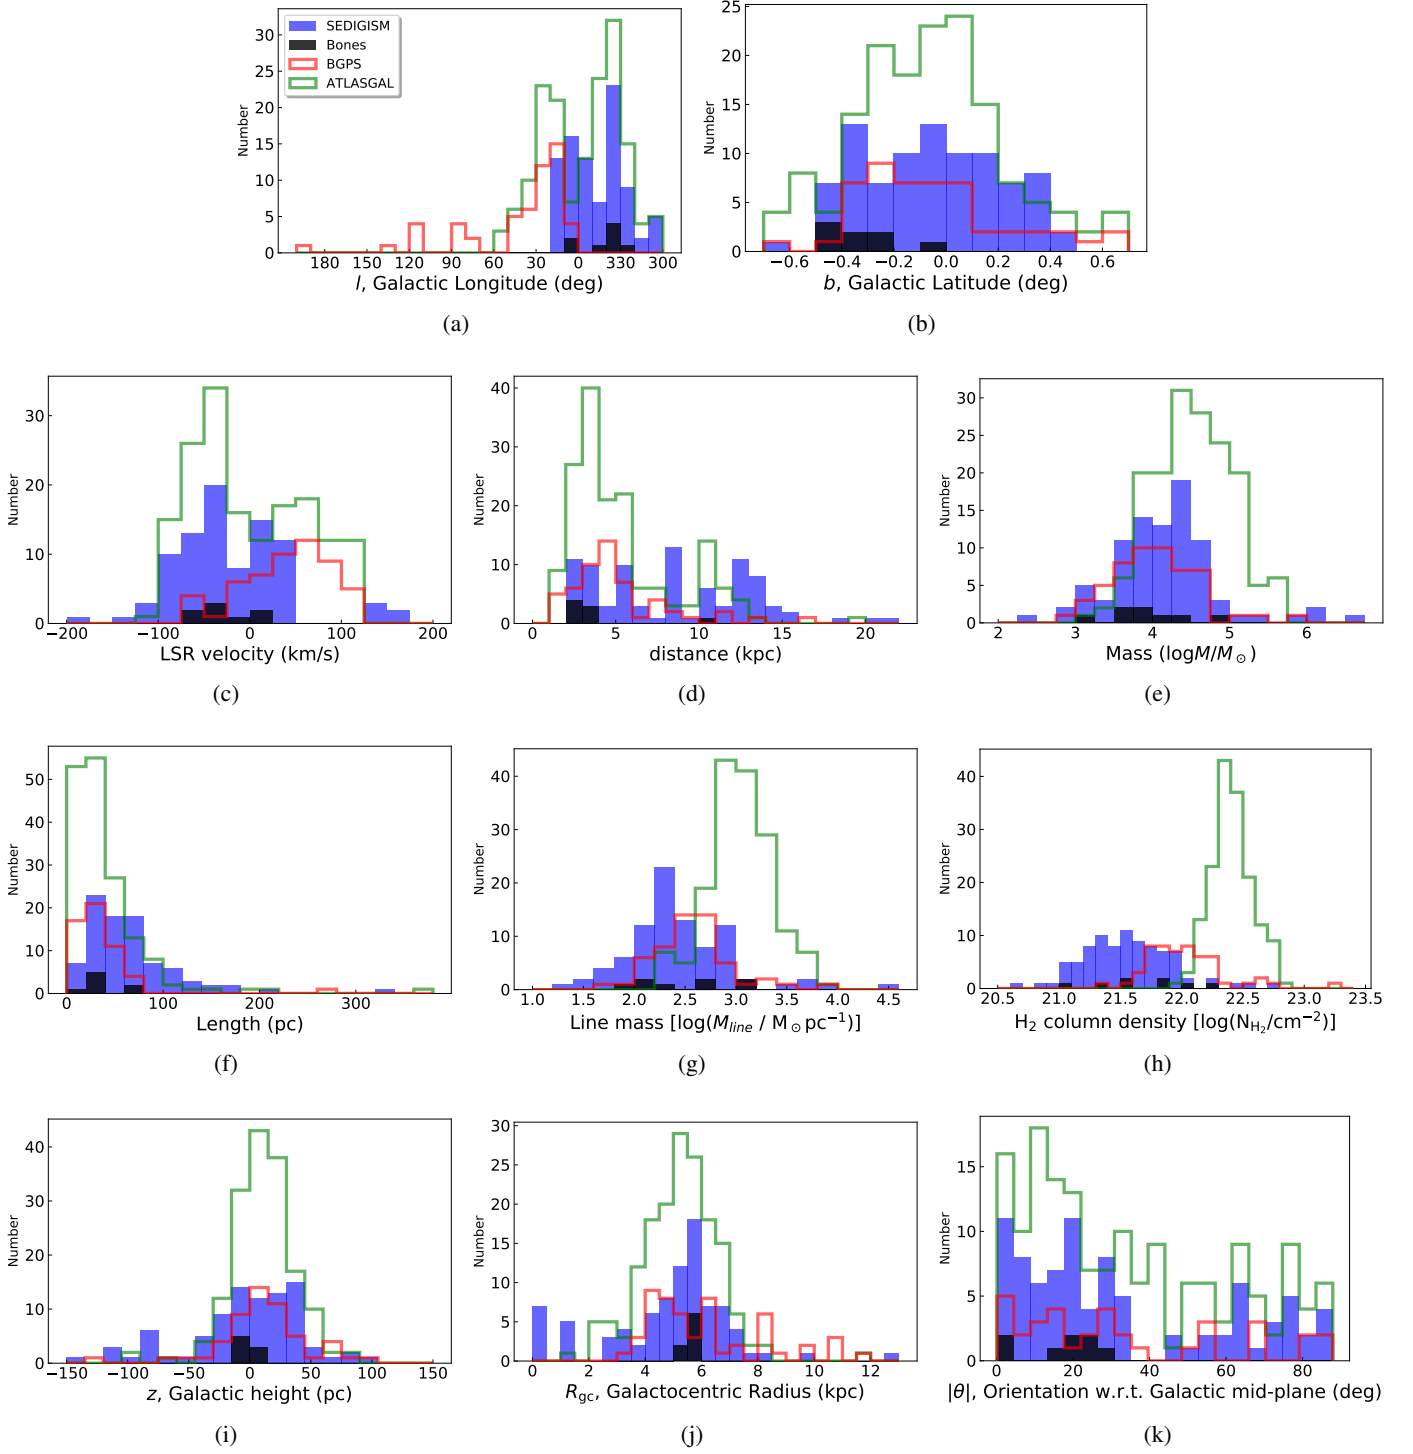 SEDIGISM
Bones
BGPS
ATLASGAL
Number
30
25
20
15
10
5
0
180 150 120 90 60 30 0 330 300
l, Galactic Longitude (deg)
(a)
Number
25
20
15
10
5
0
−0.6 −0.4 −0.2 0.0 0.2 0.4 0.6
b, Galactic Latitude (deg)
(b)
Number
30
20
10
0
−200 −100 0 100 200
LSR velocity (km/s)
(c)
Number
40
30
20
10
0
0 5 10 15 20
distance (kpc)
(d)
Number
30
25
20
15
10
5
0
2 3 4 5 6
Mass (logM/M⊙)
(e)
Number
50
40
30
20
10
0
0 100 200 300
Length (pc)
(f)
Number
40
30
20
10
0
1.0 1.5 2.0 2.5 3.0 3.5 4.0 4.5
Line mass [log(Mline / M⊙pc−1)]
(g)
Number
40
30
20
10
0
20.5 21.0 21.5 22.0 22.5 23.0 23.5
H2 column density [log(NH2/cm−2)]
(h)
Number
40
30
20
10
0
−150 −100 −50 0 50 100 150
z, Galactic height (pc)
(i)
Number
30
25
20
15
10
5
0
0 2 4 6 8 10 12
Rgc, Galactocentric Radius (kpc)
(j)
Number
15
10
5
0
0 20 40 60 80
|θ|, Orientation w.r.t. Galactic mid-plane (deg)
(k)